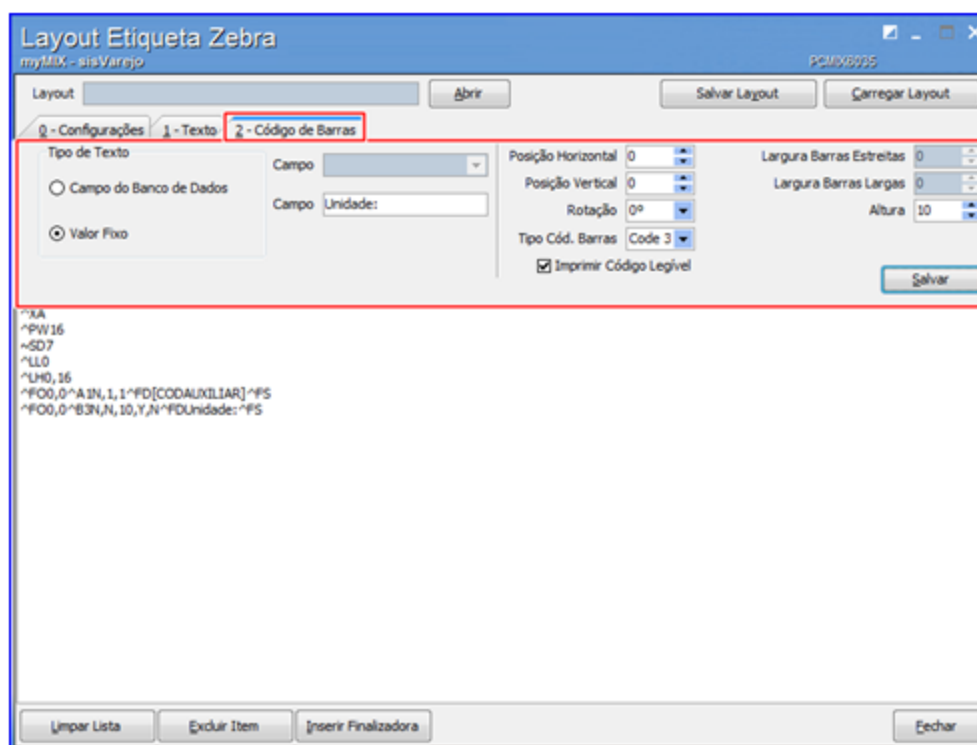 Layout Etiqueta Zebra
myMIX - sisVarejo
PCMIX6035
Layout
Abrir
Salvar Layout
Carregar Layout
0 - Configurações
1 - Texto
2 - Código de Barras
Tipo de Texto
Campo do Banco de Dados
Valor Fixo
Campo
Campo Unidade:
Posição Horizontal 0
Posição Vertical 0
Rotação 0º
Tipo Cód. Barras Code 3
Imprimir Código Legível
Largura Barras Estreitas 0
Largura Barras Largas 0
Altura 10
Salvar
^XA
^PW16
~SD7
^LL0
^LH0,16
^FO0,0^A1N,1,1^FD[CODAUXILIAR]^FS
^FO0,0^B3N,N,10,Y,N^FDUnidade:^FS
Limpar Lista
Excluir Item
Inserir Finalizadora
Fechar